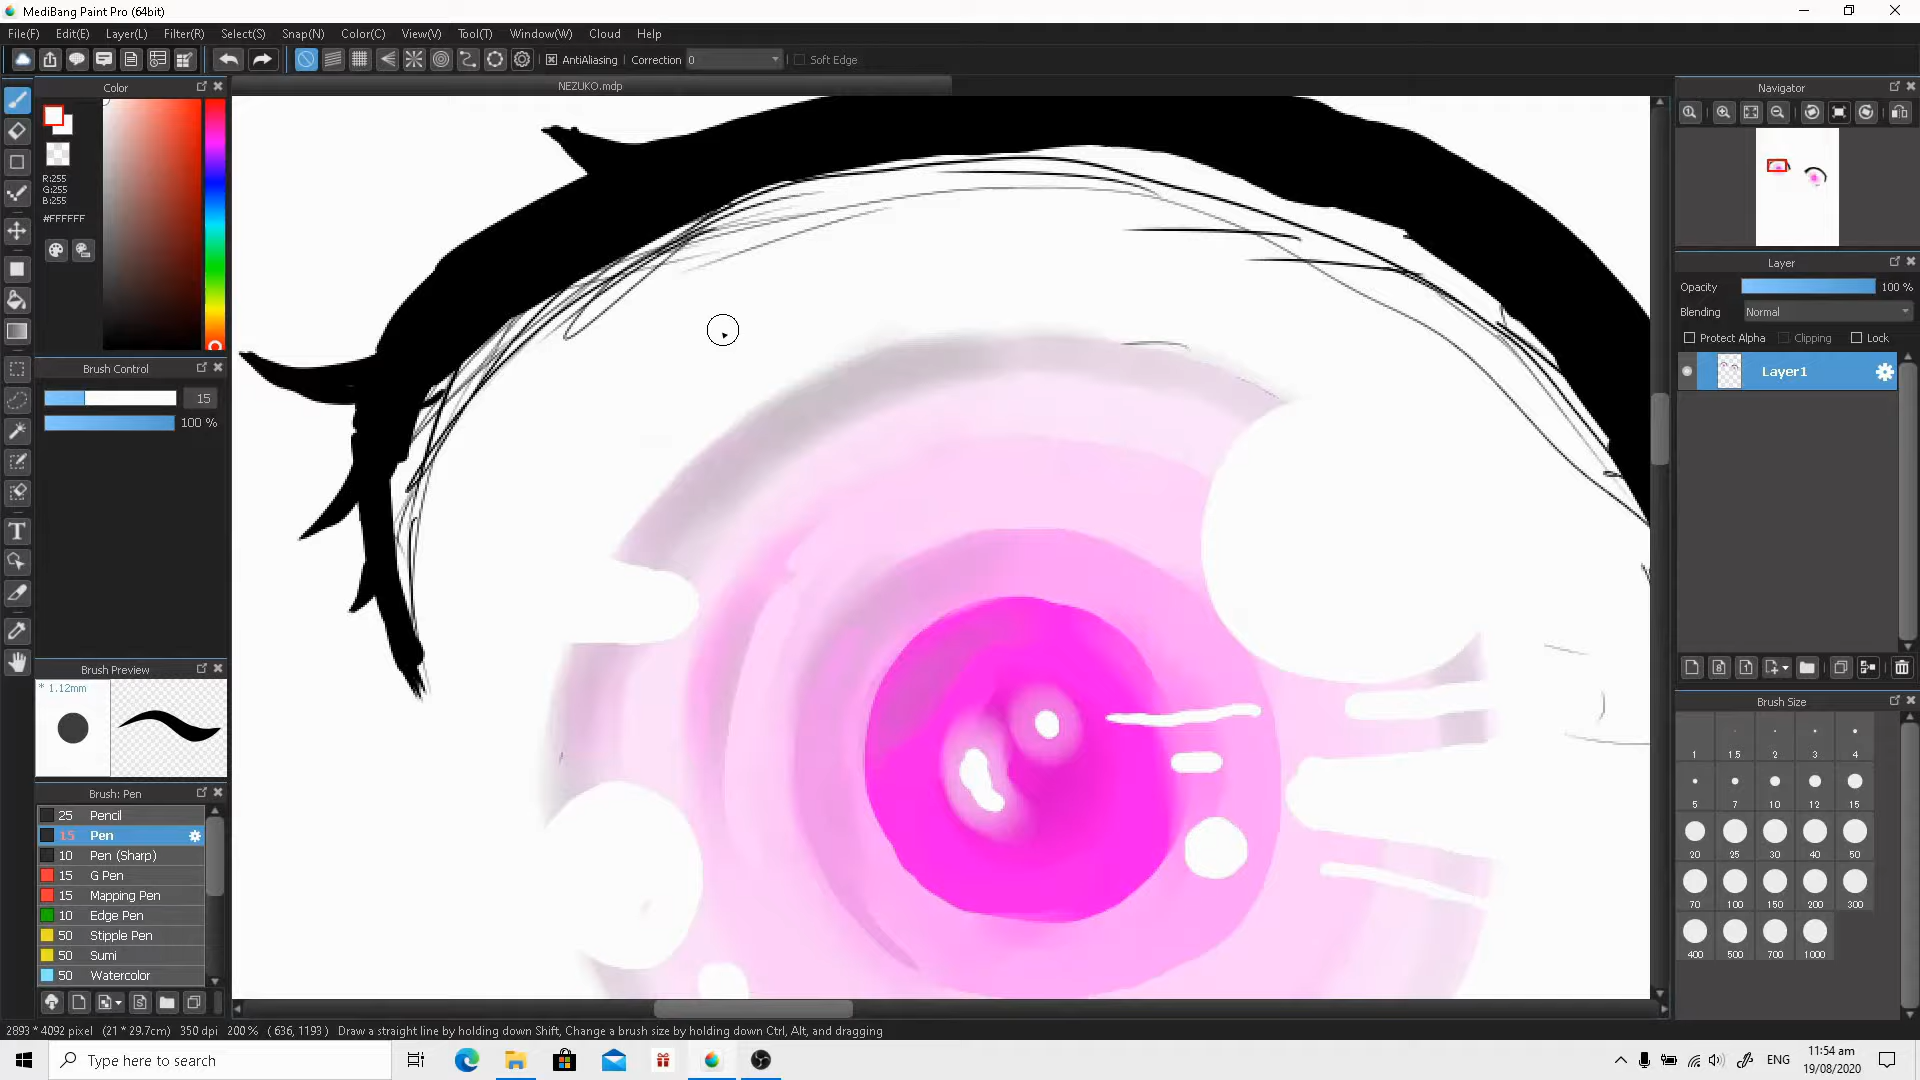 MediBang Paint Pro (64bit)
File(F) Edit(E) Layer(L) Filter(R) Select(S) Snap(N) Color(C) View(V) Tool(T) Window(W) Cloud Help
AntiAliasing Correction 0 Soft Edge
Color
NEZUKO.mdp
Navigator
R:255
G:255
B:255
#FFFFFF
Layer
Opacity 100 %
Blending Normal
Protect Alpha Clipping Lock
Layer1
Brush Control
15
100 %
Brush Preview
* 1.12mm
Brush Size
1 1.5 2 3 4
5 7 10 12 15
20 25 30 40 50
70 100 150 200 300
400 500 700 1000
Brush: Pen
25 Pencil
15 Pen
10 Pen (Sharp)
15 G Pen
15 Mapping Pen
10 Edge Pen
50 Stipple Pen
50 Sumi
50 Watercolor
2893 * 4092 pixel (21 * 29.7cm) 350 dpi 200 % ( 636, 1193 ) Draw a straight line by holding down Shift, Change a brush size by holding down Ctrl, Alt, and dragging
Type here to search
ENG
11:54 am
19/08/2020